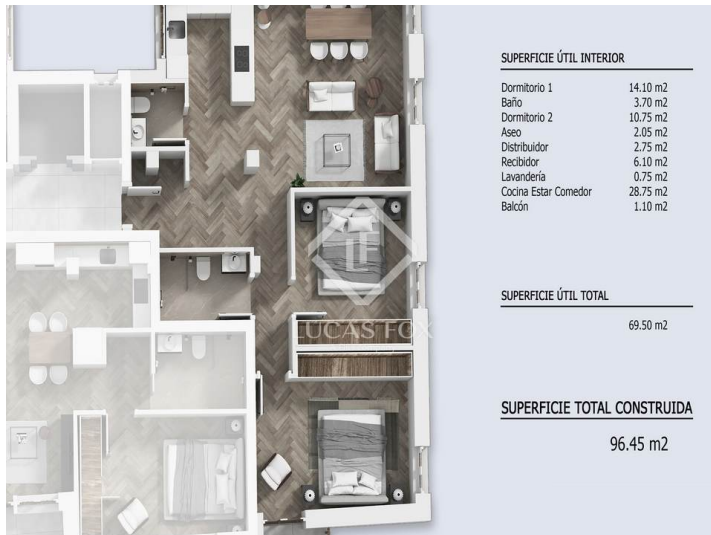 SUPERFICIE ÚTIL INTERIOR
Dormitorio 1 14.10 m2
Baño 3.70 m2
Dormitorio 2 10.75 m2
Aseo 2.05 m2
Distribuidor 2.75 m2
Recibidor 6.10 m2
Lavandería 0.75 m2
Cocina Estar Comedor 28.75 m2
Balcón 1.10 m2
LUCAS FOX
SUPERFICIE ÚTIL TOTAL
69.50 m2
SUPERFICIE TOTAL CONSTRUIDA
96.45 m2